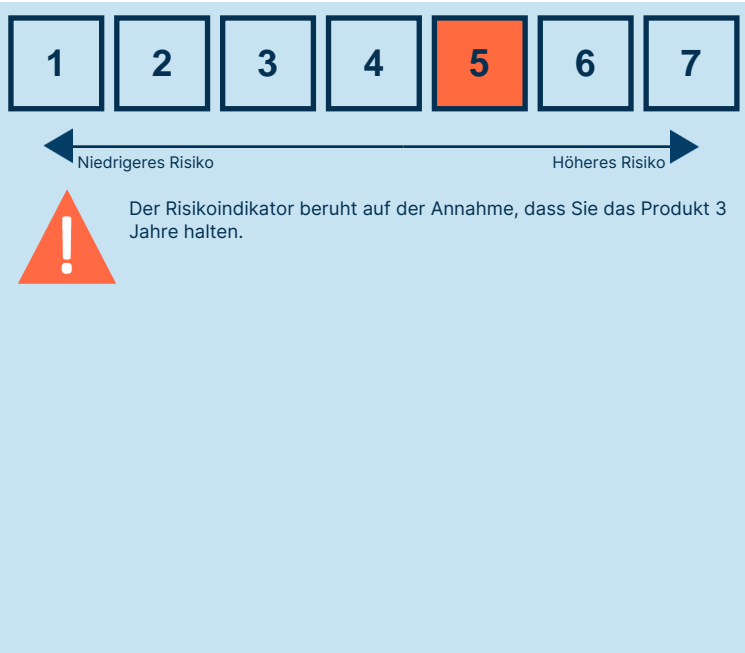 1 2 3 4 5 6 7
Niedrigeres Risiko Höheres Risiko
Der Risikoindikator beruht auf der Annahme, dass Sie das Produkt 3
Jahre halten.